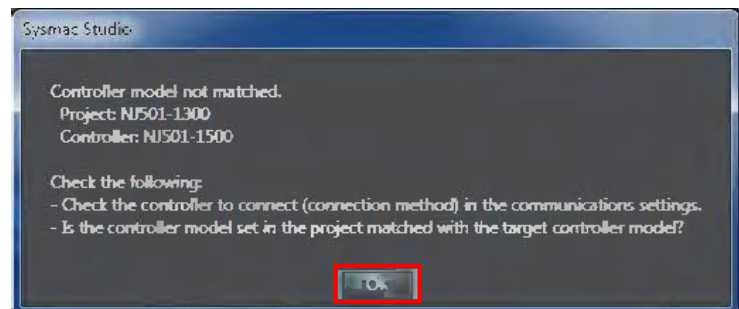 Sysmac Studio
Controller model not matched.
Project: NJ501-1300
Controller: NJ501-1500
Check the following:
- Check the controller to connect (connection method) in the communications settings.
- Is the controller model set in the project matched with the target controller model?
OK